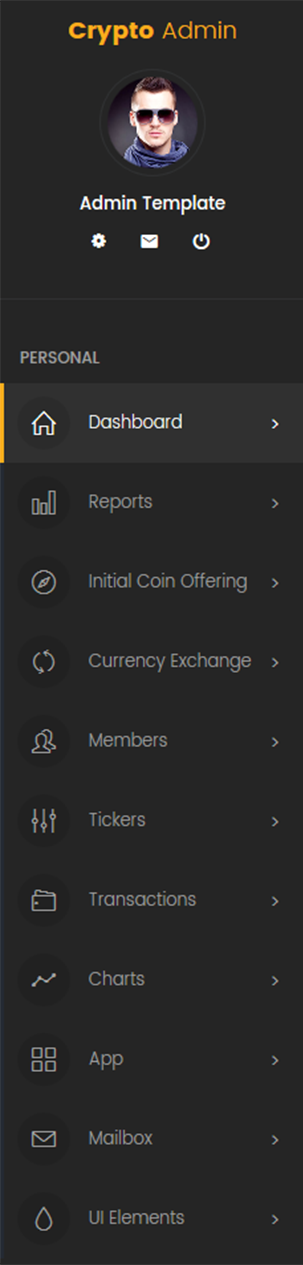 Crypto Admin
Admin Template
PERSONAL
Dashboard
Reports
Initial Coin Offering
Currency Exchange
Members
Tickers
Transactions
Charts
App
Mailbox
UI Elements